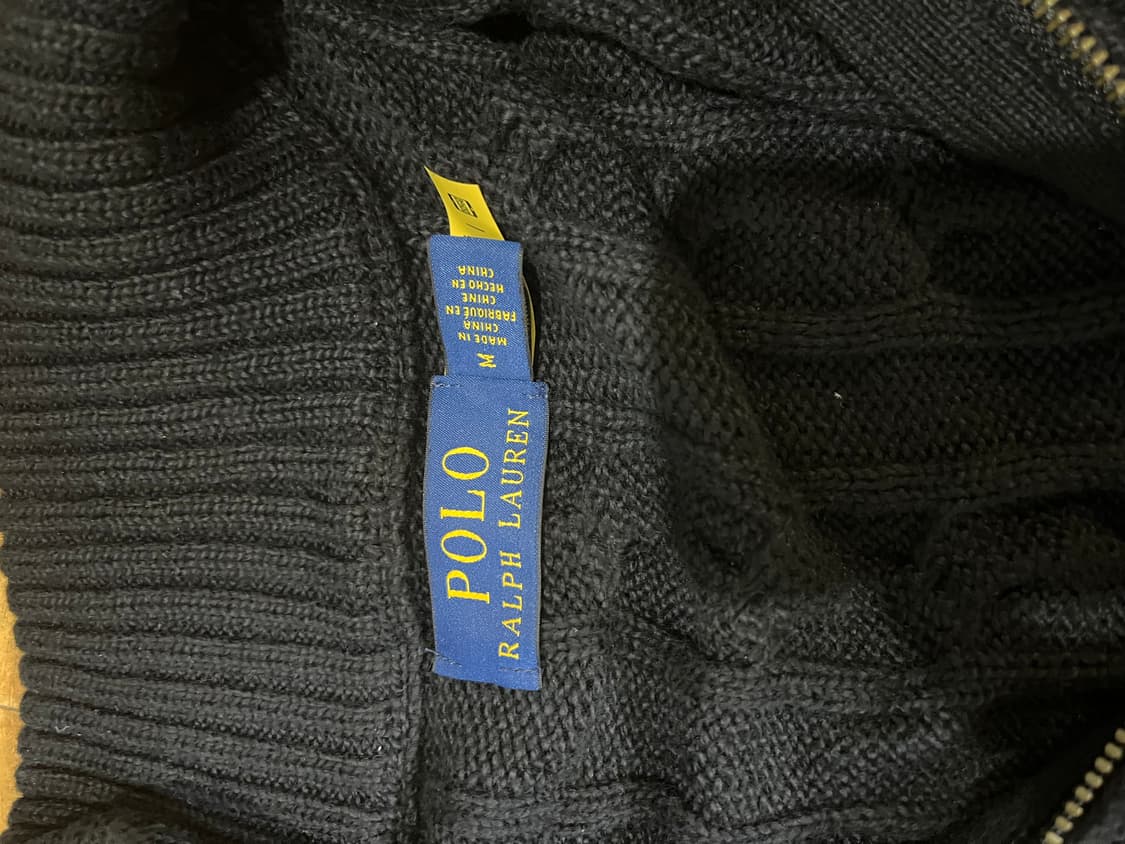 POLO
RALPH LAUREN
M
MADE IN
CHINA
FABRIQUÉ EN
CHINE
HECHO EN
CHINA